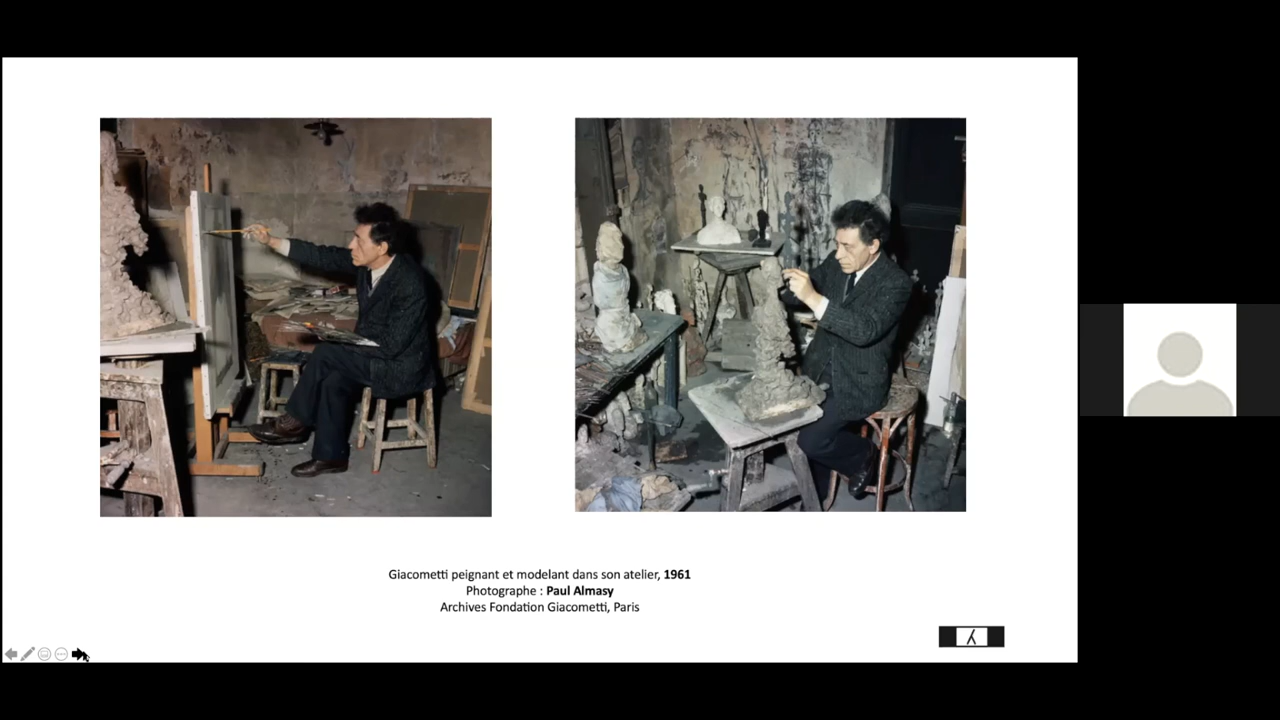 Giacometti peignant et modelant dans son atelier, 1961
Photographe : Paul Almasy
Archives Fondation Giacometti, Paris